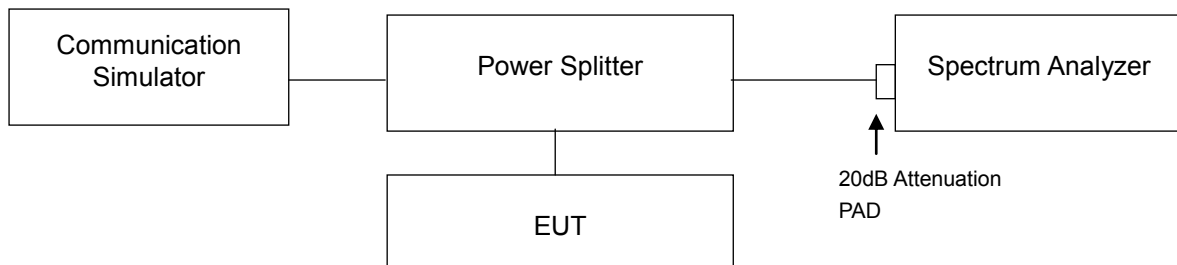 Communication
Simulator
Power Splitter
Spectrum Analyzer
20dB Attenuation
PAD
EUT